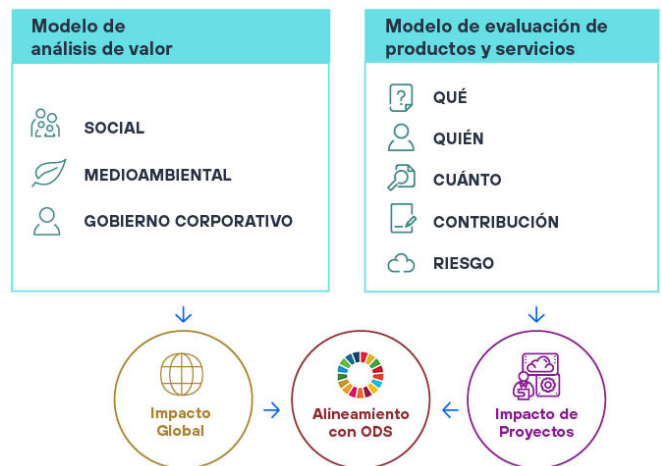 Modelo de
análisis de valor
SOCIAL
MEDIOAMBIENTAL
GOBIERNO CORPORATIVO
Modelo de evaluación de
productos y servicios
QUÉ
QUIÉN
CUÁNTO
CONTRIBUCIÓN
RIESGO
Impacto
Global
Alineamiento
con ODS
Impacto de
Proyectos